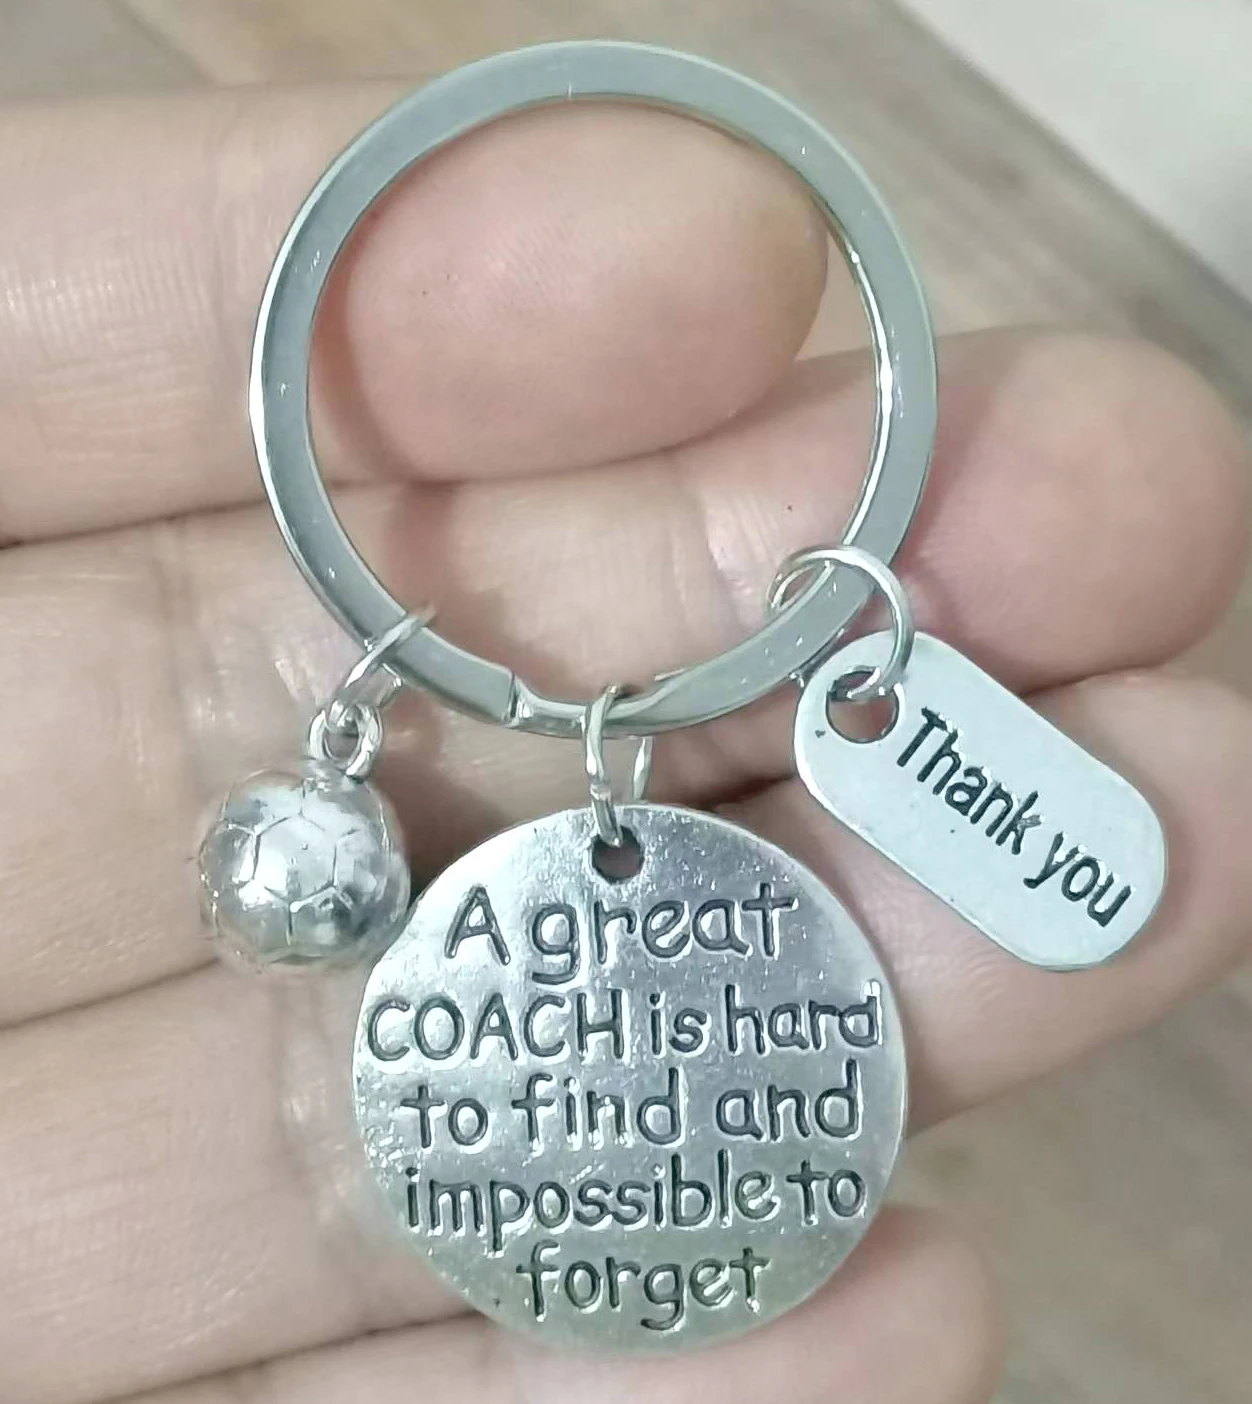 A great
COACH is hard
to find and
impossible to
forget
Thank you